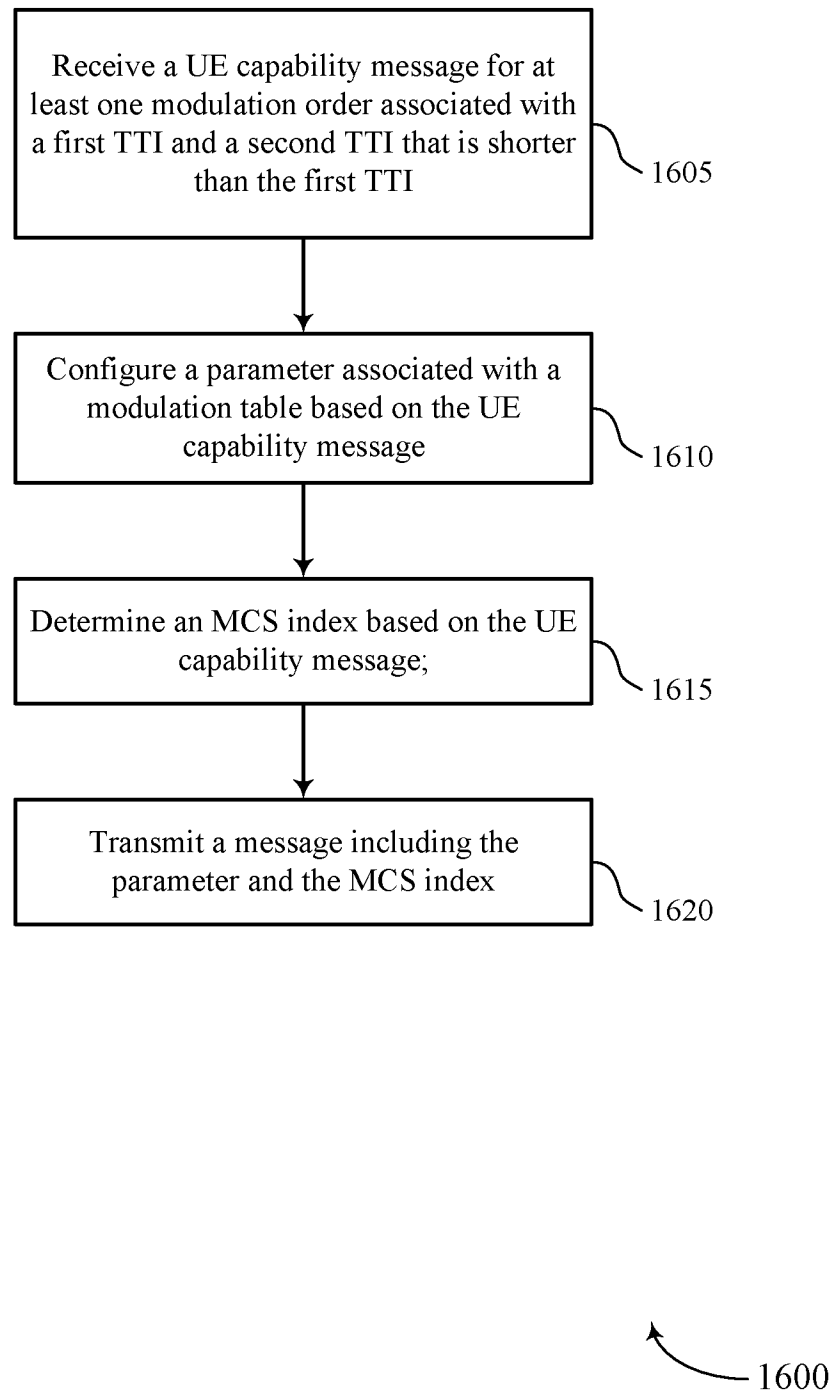 Receive a UE capability message for at
least one modulation order associated with
a first TTI and a second TTI that is shorter
than the first TTI
1605
Configure a parameter associated with a
modulation table based on the UE
capability message
1610
Determine an MCS index based on the UE
capability message;
1615
Transmit a message including the
parameter and the MCS index
1620
1600